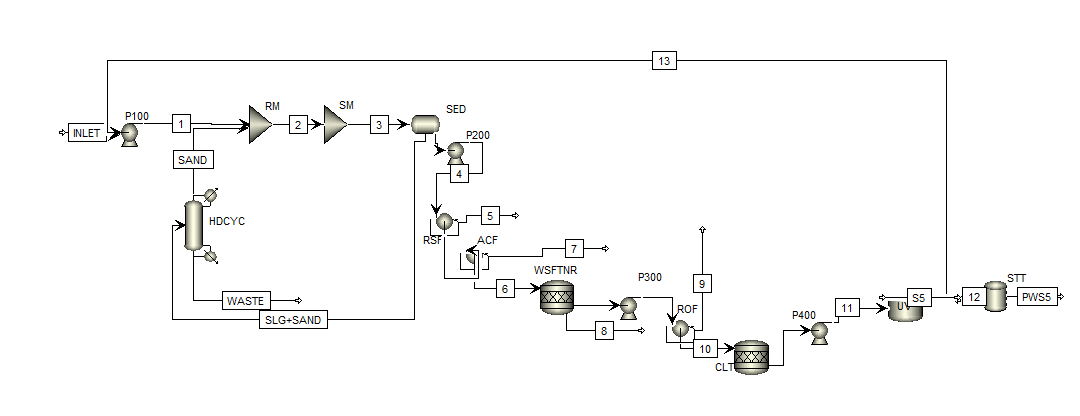 13
P100
INLET
1
RM
2
SM
3
SED
P200
SAND
4
HDCYC
5
RSF
ACF
7
WSFTNR
6
P300
WASTE
SLG+SAND
8
9
ROF
10
CLT
P400
11
UV
S5
12
STT
PWS5